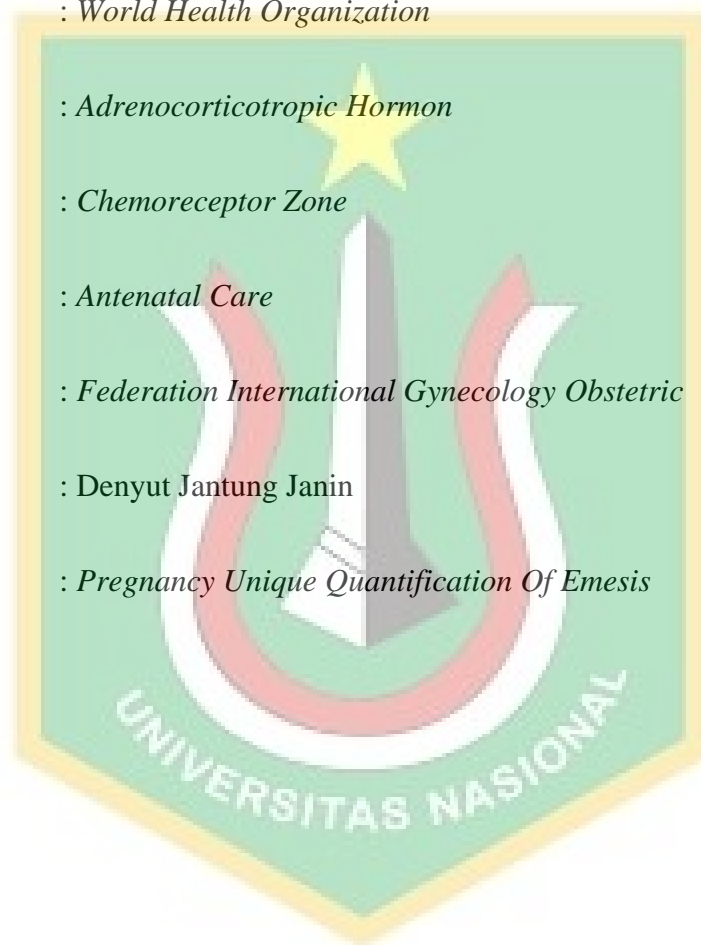 : World Health Organization
: Adrenocorticotropic Hormon
: Chemoreceptor Zone
: Antenatal Care
: Federation International Gynecology Obstetric
: Denyut Jantung Janin
: Pregnancy Unique Quantification Of Emesis
UNIVERSITAS NASIONAL